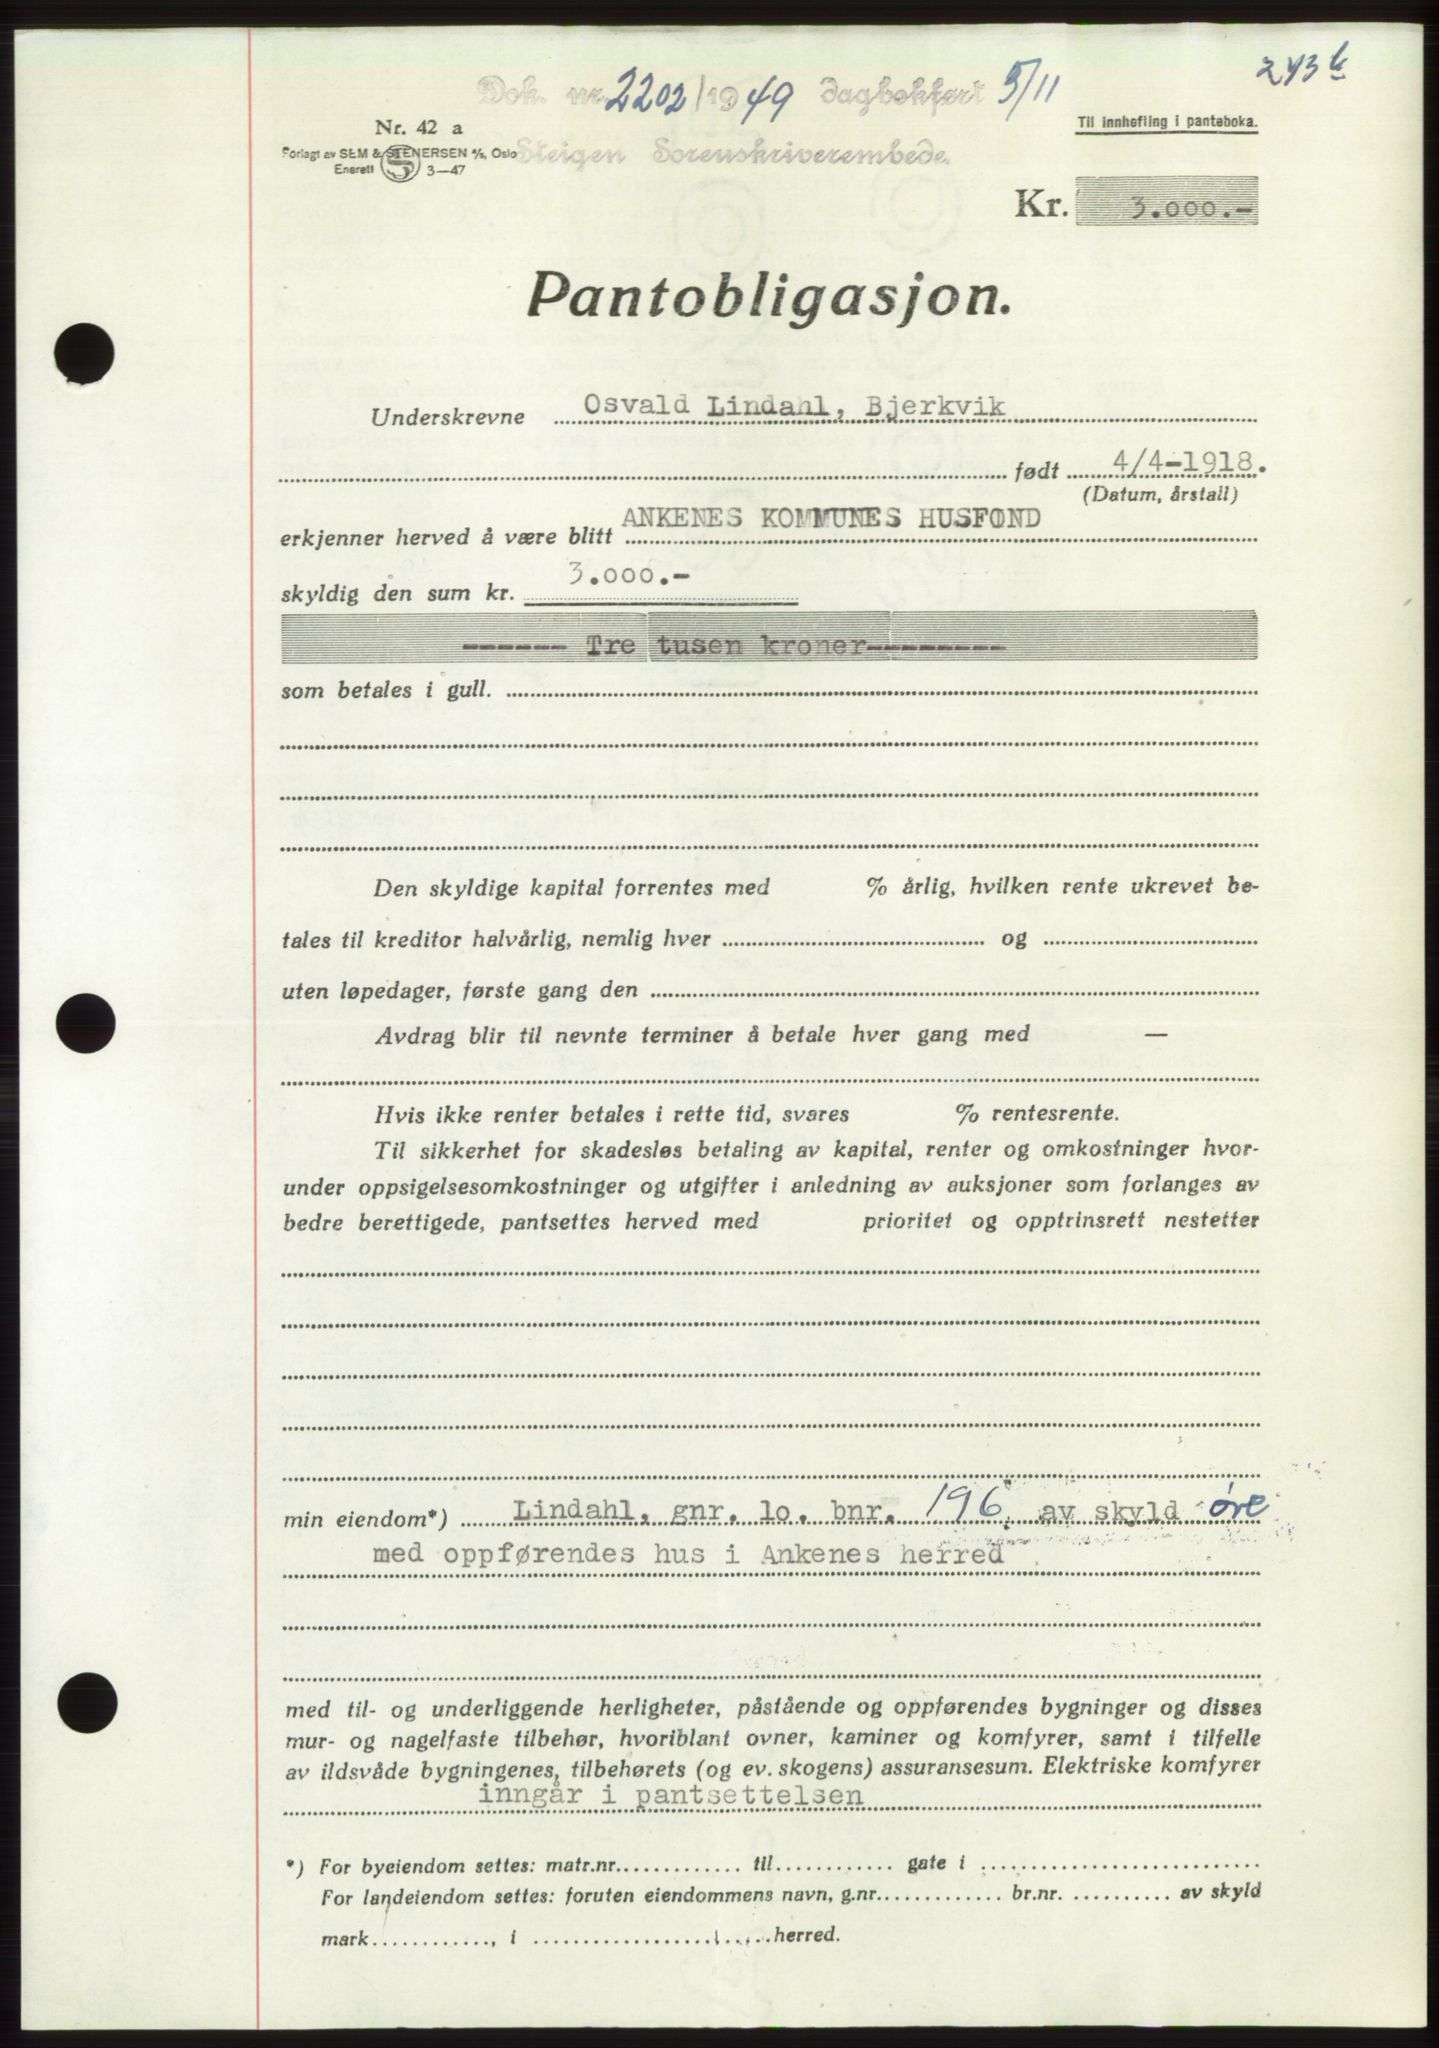 243 b
Dok. nr. 2202/1949 dagbokført 5/11
Nr. 42 a
Til innhefting i panteboka.
Forlagt av SEM & STENERSEN A/S, Oslo
Steigen Sorenskriverembede.
Enerett S 3—47
Kr. 3.000.-
Pantobligasjon.
Underskrevne Osvald Lindahl, Bjerkvik
født 4/4-1918.
(Datum, årstall)
erkjenner herved å være blitt ANKENES KOMMUNES HUSFOND
skyldig den sum kr. 3.000.-
------ Tre tusen kroner--------
som betales i gull.
Den skyldige kapital forrentes med % årlig, hvilken rente ukrevet be-
tales til kreditor halvårlig, nemlig hver og
uten løpedager, første gang den
Avdrag blir til nevnte terminer å betale hver gang med —
Hvis ikke renter betales i rette tid, svares % rentesrente.
Til sikkerhet for skadesløs betaling av kapital, renter og omkostninger hvor-
under oppsigelsesomkostninger og utgifter i anledning av auksjoner som forlanges av
bedre berettigede, pantsettes herved med prioritet og opptrinsrett nestetter
min eiendom*) Lindahl, gnr. 10. bnr. 196 av skyld øre
med oppførendes hus i Ankenes herred
med til- og underliggende herligheter, påstående og oppførendes bygninger og disses
mur- og nagelfaste tilbehør, hvoriblant ovner, kaminer og komfyrer, samt i tilfelle
av ildsvåde bygningenes, tilbehørets (og ev. skogens) assuransesum. Elektriske komfyrer
inngår i pantsettelsen
*) For byeiendom settes: matr.nr. til gate i
For landeiendom settes: foruten eiendommens navn, g.nr. br.nr. av skyld
mark , i herred.